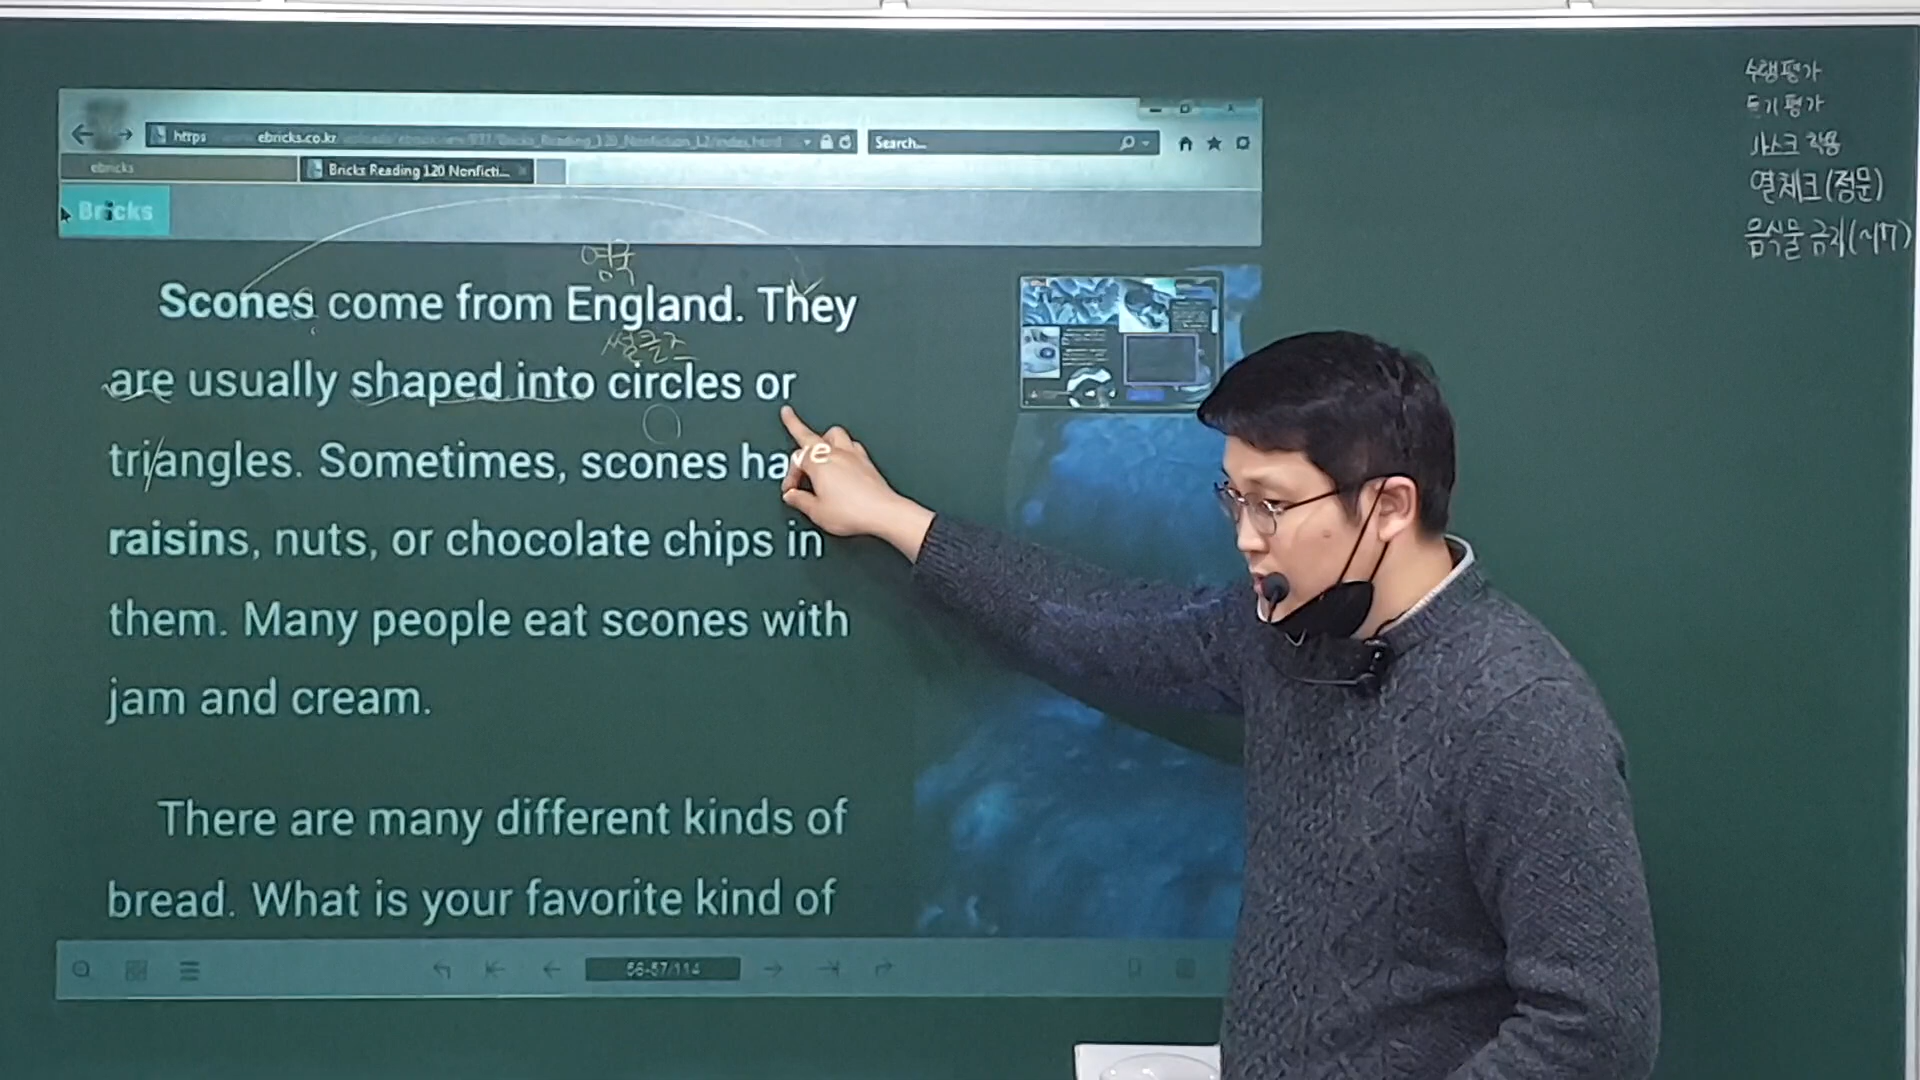 https ebricks.co.kr
Search...
ebricks
Bricks Reading 120 Nonficti...
Bricks
영국
Scones come from England. They
썰클즈
are usually shaped into circles or
triangles. Sometimes, scones have
raisins, nuts, or chocolate chips in
them. Many people eat scones with
jam and cream.
There are many different kinds of
bread. What is your favorite kind of
56-57/114
수행평가
듣기평가
마스크 착용
열체크(정문)
음식물 금지(~1/7)